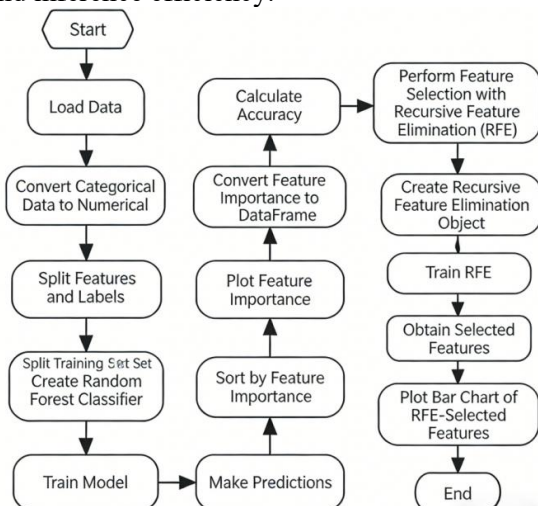 inference efficiency.
Start
Load Data
Convert Categorical
Data to Numerical
Split Features
and Labels
Split Training Set Set
Create Random
Forest Classifier
Train Model
Make Predictions
Sort by Feature
Importance
Plot Feature
Importance
Convert Feature
Importance to
DataFrame
Calculate
Accuracy
Perform Feature
Selection with
Recursive Feature
Elimination (RFE)
Create Recursive
Feature Elimination
Object
Train RFE
Obtain Selected
Features
Plot Bar Chart of
RFE-Selected
Features
End